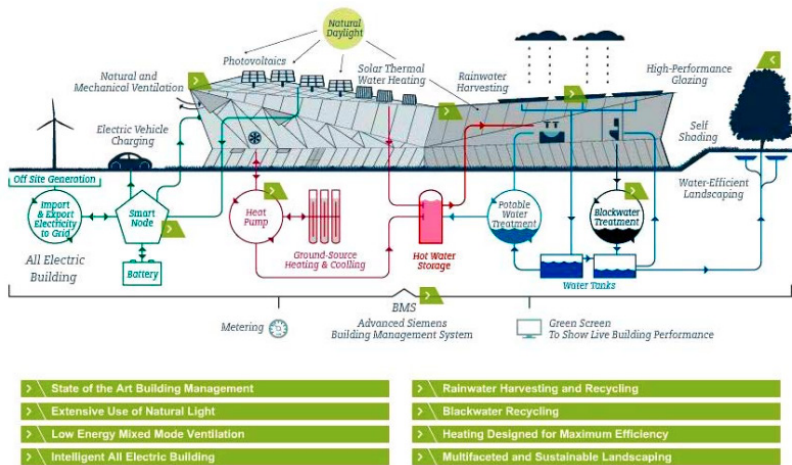 Natural
Daylight
Photovoltaics
Natural and
Mechanical Ventilation
Solar Thermal
Water Heating
Rainwater
Harvesting
High-Performance
Glazing
Electric Vehicle
Charging
Self
Shading
Off Site Generation
Import
& Export
Electricity
to Grid
Smart
Node
Heat
Pump
Potable
Water
Treatment
Blackwater
Treatment
Water-Efficient
Landscaping
All Electric
Building
Battery
Ground-Source
Heating & Coolling
Hot Water
Storage
Water Tanks
BMS
Metering
Advanced Siemens
Building Management System
Green Screen
To Show Live Building Performance
State of the Art Building Management
Extensive Use of Natural Light
Low Energy Mixed Mode Ventilation
Intelligent All Electric Building
Rainwater Harvesting and Recycling
Blackwater Recycling
Heating Designed for Maximum Efficiency
Multifaceted and Sustainable Landscaping